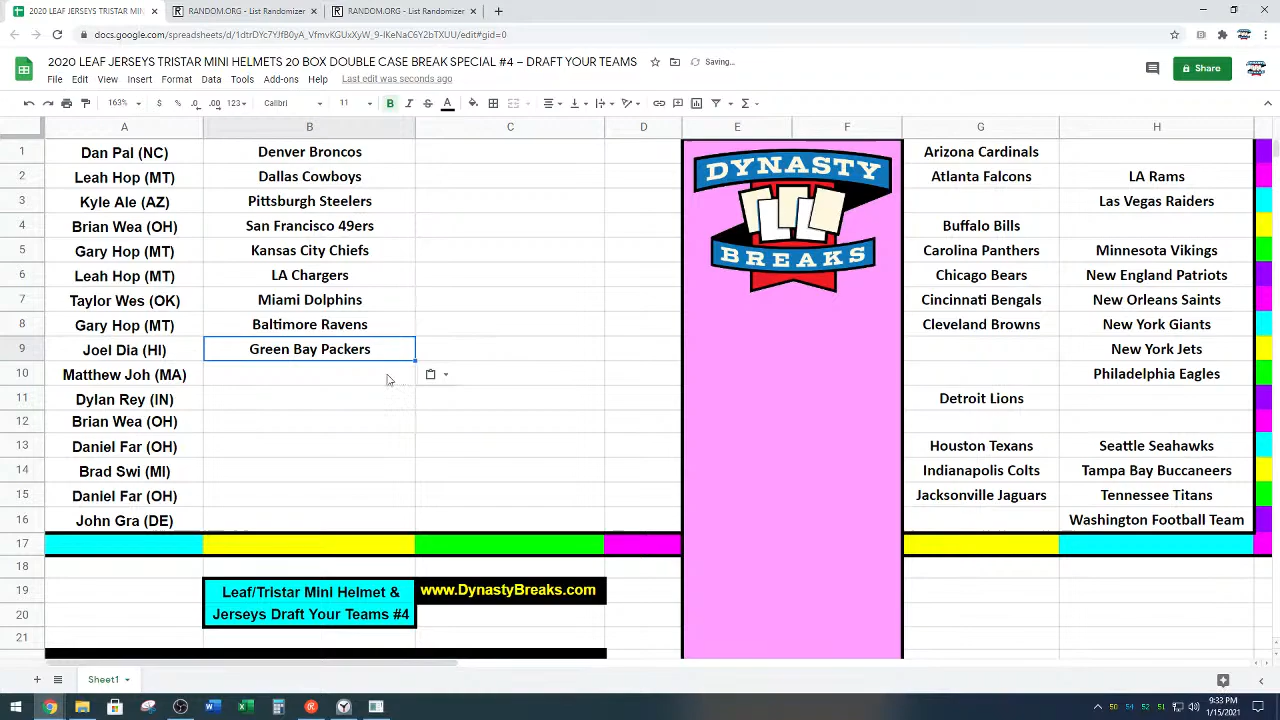 2020 LEAF JERSEYS TRISTAR MIN
RANDOM.ORG - List Randomizer
RANDOM.ORG - List Randomizer
docs.google.com/spreadsheets/d/1dtrDYc7YJfB0yA_VfmvKGUxXyW_9-IKeNaC6Y2bTXUU/edit#gid=0
2020 LEAF JERSEYS TRISTAR MINI HELMETS 20 BOX DOUBLE CASE BREAK SPECIAL #4 – DRAFT YOUR TEAMS
Saving...
Share
File Edit View Insert Format Data Tools Add-ons Help Last edit was seconds ago
163% $ % .0 .00 123 Calibri 11 B I S A
A B C D E F G H
1 Dan Pal (NC) Denver Broncos Arizona Cardinals
2 Leah Hop (MT) Dallas Cowboys Atlanta Falcons LA Rams
3 Kyle Ale (AZ) Pittsburgh Steelers Las Vegas Raiders
4 Brian Wea (OH) San Francisco 49ers Buffalo Bills
5 Gary Hop (MT) Kansas City Chiefs Carolina Panthers Minnesota Vikings
6 Leah Hop (MT) LA Chargers Chicago Bears New England Patriots
7 Taylor Wes (OK) Miami Dolphins Cincinnati Bengals New Orleans Saints
8 Gary Hop (MT) Baltimore Ravens Cleveland Browns New York Giants
9 Joel Dia (HI) Green Bay Packers New York Jets
10 Matthew Joh (MA) Philadelphia Eagles
11 Dylan Rey (IN) Detroit Lions
12 Brian Wea (OH)
13 Daniel Far (OH) Houston Texans Seattle Seahawks
14 Brad Swi (MI) Indianapolis Colts Tampa Bay Buccaneers
15 Daniel Far (OH) Jacksonville Jaguars Tennessee Titans
16 John Gra (DE) Washington Football Team
17
18
19 Leaf/Tristar Mini Helmet & www.DynastyBreaks.com
20 Jerseys Draft Your Teams #4
21
DYNASTY
BREAKS
Sheet1
50 54 52 51
9:33 PM
1/15/2021